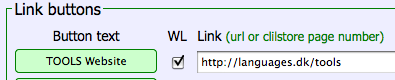 Link buttons
Button text WL Link (url or clilstore page number)
TOOLS Website http://languages.dk/tools